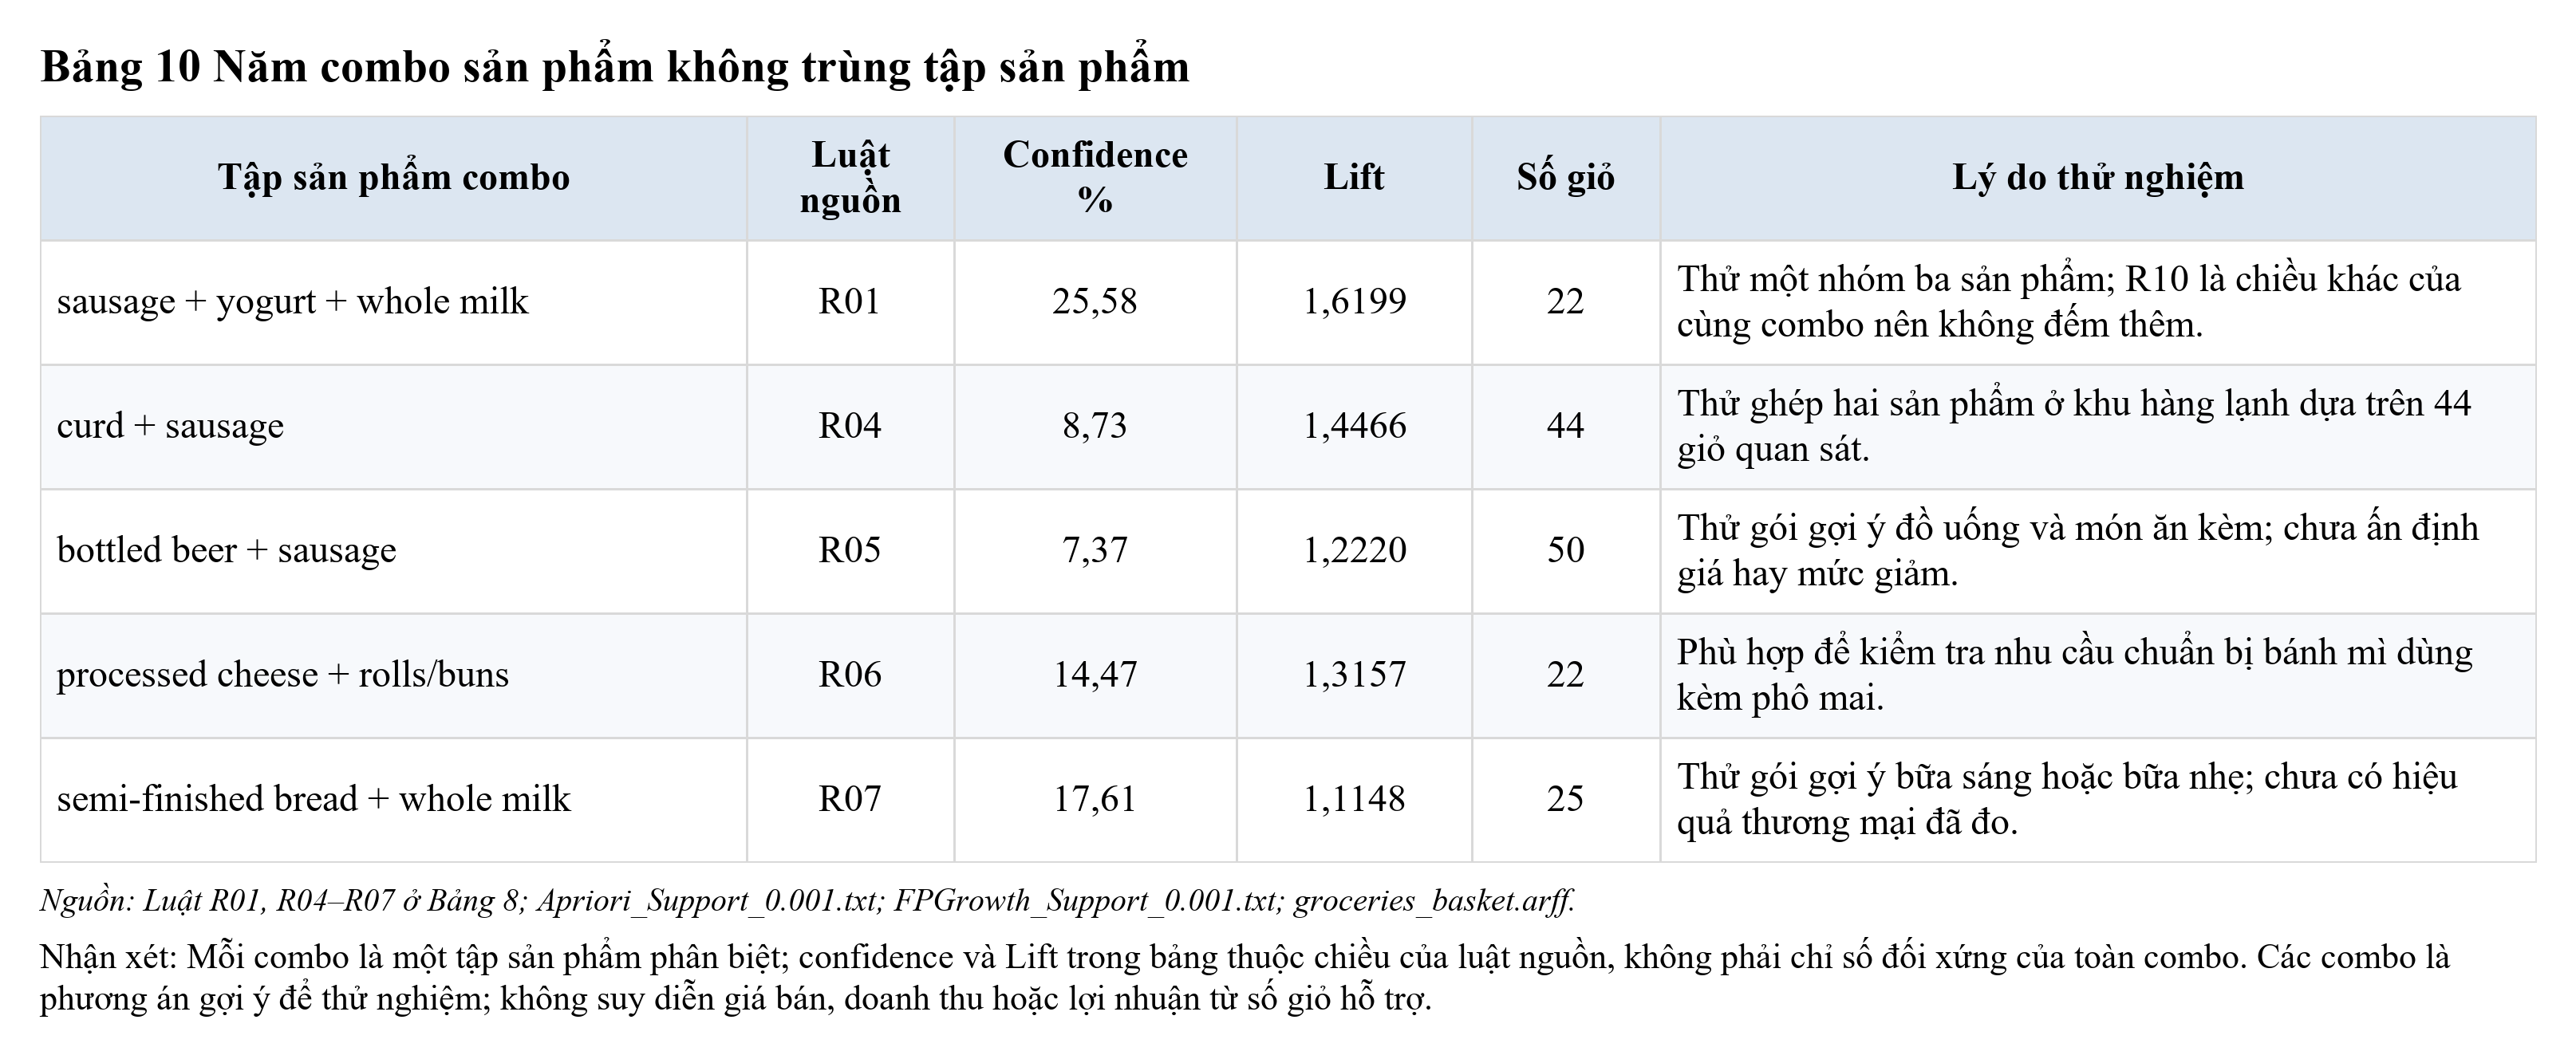 Bảng 10 Năm combo sản phẩm không trùng tập sản phẩm
Tập sản phẩm combo
Luật
nguồn
Confidence
%
Lift
Số giỏ
Lý do thử nghiệm
sausage + yogurt + whole milk
R01
25,58
1,6199
22
Thử một nhóm ba sản phẩm; R10 là chiều khác của
cùng combo nên không đếm thêm.
curd + sausage
R04
8,73
1,4466
44
Thử ghép hai sản phẩm ở khu hàng lạnh dựa trên 44
giỏ quan sát.
bottled beer + sausage
R05
7,37
1,2220
50
Thử gói gợi ý đồ uống và món ăn kèm; chưa ấn định
giá hay mức giảm.
processed cheese + rolls/buns
R06
14,47
1,3157
22
Phù hợp để kiểm tra nhu cầu chuẩn bị bánh mì dùng
kèm phô mai.
semi-finished bread + whole milk
R07
17,61
1,1148
25
Thử gói gợi ý bữa sáng hoặc bữa nhẹ; chưa có hiệu
quả thương mại đã đo.
Nguồn: Luật R01, R04–R07 ở Bảng 8; Apriori_Support_0.001.txt; FPGrowth_Support_0.001.txt; groceries_basket.arff.
Nhận xét: Mỗi combo là một tập sản phẩm phân biệt; confidence và Lift trong bảng thuộc chiều của luật nguồn, không phải chỉ số đối xứng của toàn combo. Các combo là
phương án gợi ý để thử nghiệm; không suy diễn giá bán, doanh thu hoặc lợi nhuận từ số giỏ hỗ trợ.